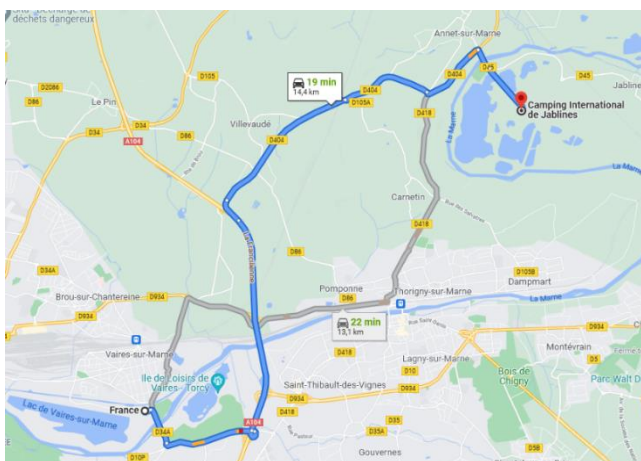 déchets dangereux
Annet-sur-Marne
D404
D45
D45
Jabline
19 min
14,4 km
D404
D404
D105
D105A
D2086
D86
Le Pin
D34
D86
D34
A104
Villevaudé
D418
La Marne
Camping International
de Jablines
D404
La Marne
Carnetin
D418
D86
D34A
Pomponne
D86
Thorigny-sur-Marne
D105B
Dampmart
La Marne
Brou-sur-Chantereine
D934
D934
22 min
13,1 km
D934
Vaires-sur-Marne
D418
Lagny-sur-Marne
D10
Montévrain
D5
Bois de
Chigny
Parc Walt D
Ile de Loisirs de
Vaires - Torcy
Saint-Thibault-des-Vignes
D934
France
Lac de Vaires-sur-Marne
D34A
A104
D418
D35
D35A
D10P
Gouvernes
D5B